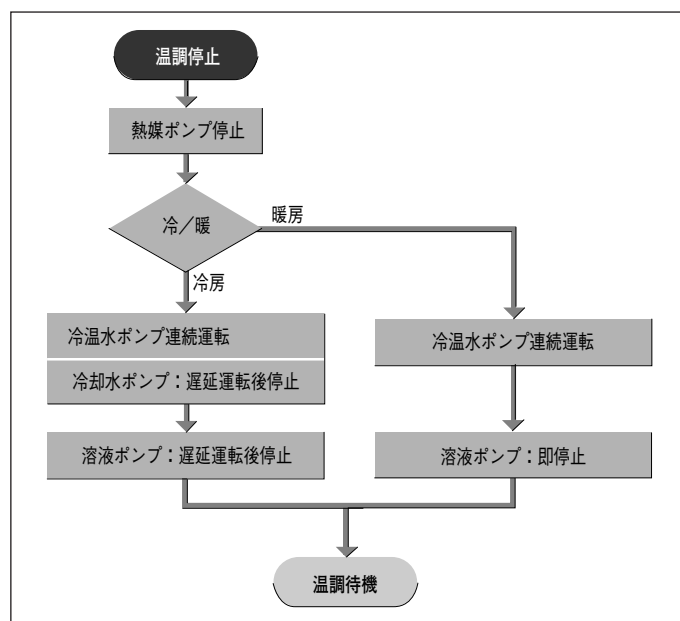 温調停止
熱媒ポンプ停止
冷／暖
暖房
冷房
冷温水ポンプ連続運転
冷却水ポンプ：遅延運転後停止
溶液ポンプ：遅延運転後停止
冷温水ポンプ連続運転
溶液ポンプ：即停止
温調待機